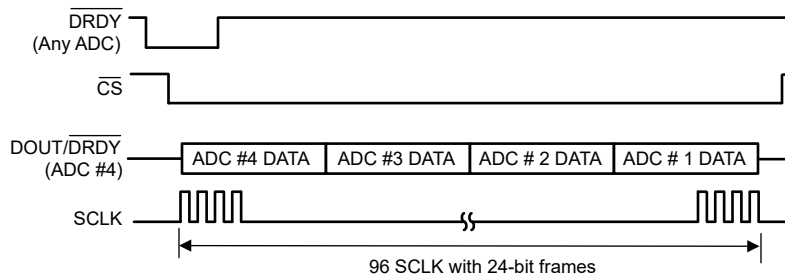 DRDY
(Any ADC)
CS
DOUT/DRDY
(ADC #4)
ADC #4 DATA ADC #3 DATA ADC # 2 DATA ADC # 1 DATA
SCLK
96 SCLK with 24-bit frames